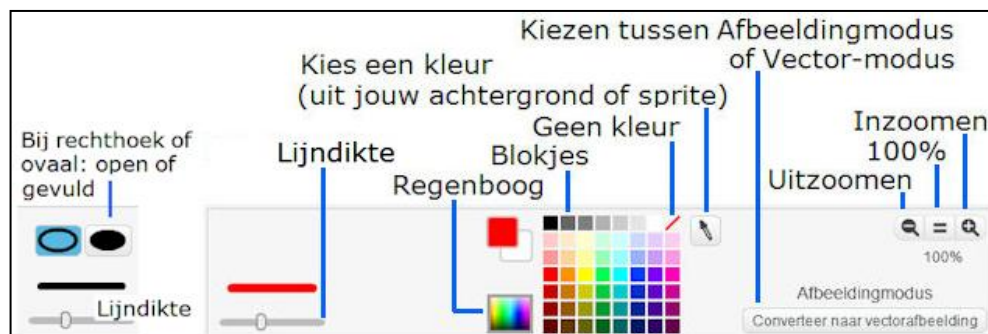 Kiezen tussen Afbeeldingmodus
of Vector-modus
Kies een kleur
(uit jouw achtergrond of sprite)
Geen kleur
Inzoomen
Bij rechthoek of
ovaal: open of
gevuld
Lijndikte
Blokjes
100%
Regenboog
Uitzoomen
100%
Afbeeldingmodus
Lijndikte
Converteer naar vectorafbeelding